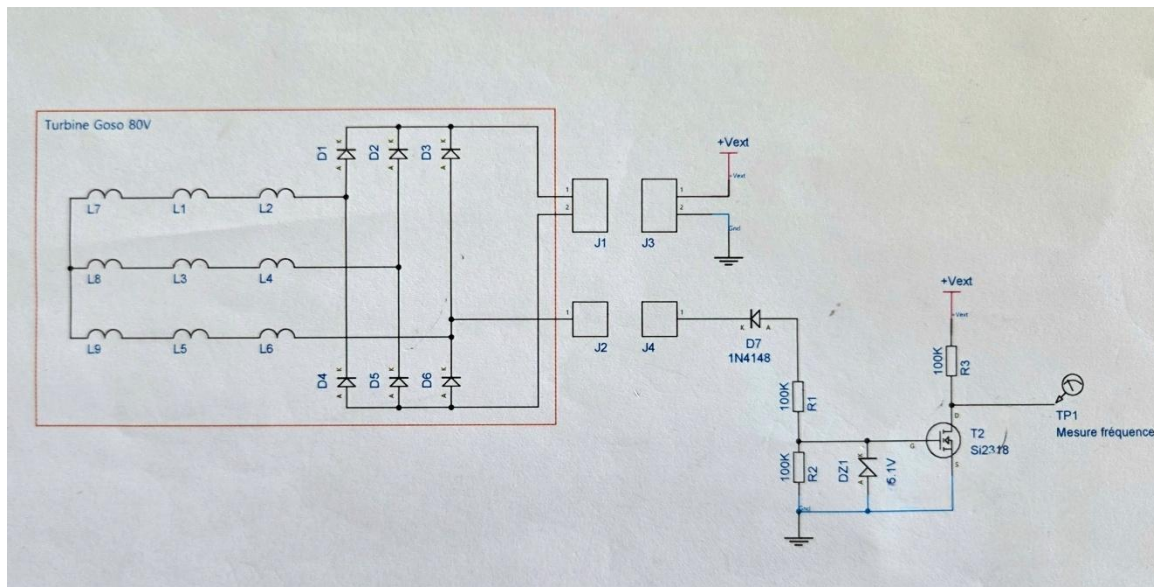 Turbine Goso 80V
D1
K
A
D2
K
A
D3
K
A
L7
L1
L2
L8
L3
L4
L9
L5
L6
D4
K
A
D5
K
A
D6
K
A
1
2
J1
J3
1
2
+Vext
+Vext
Gnd
1
J2
J4
1
K
A
D7
1N4148
100K
R1
100K
R2
Gnd
DZ1
K
A
5.1V
+Vext
+Vext
100K
R3
D
G
S
T2
Si2318
TP1
Mesure fréquence